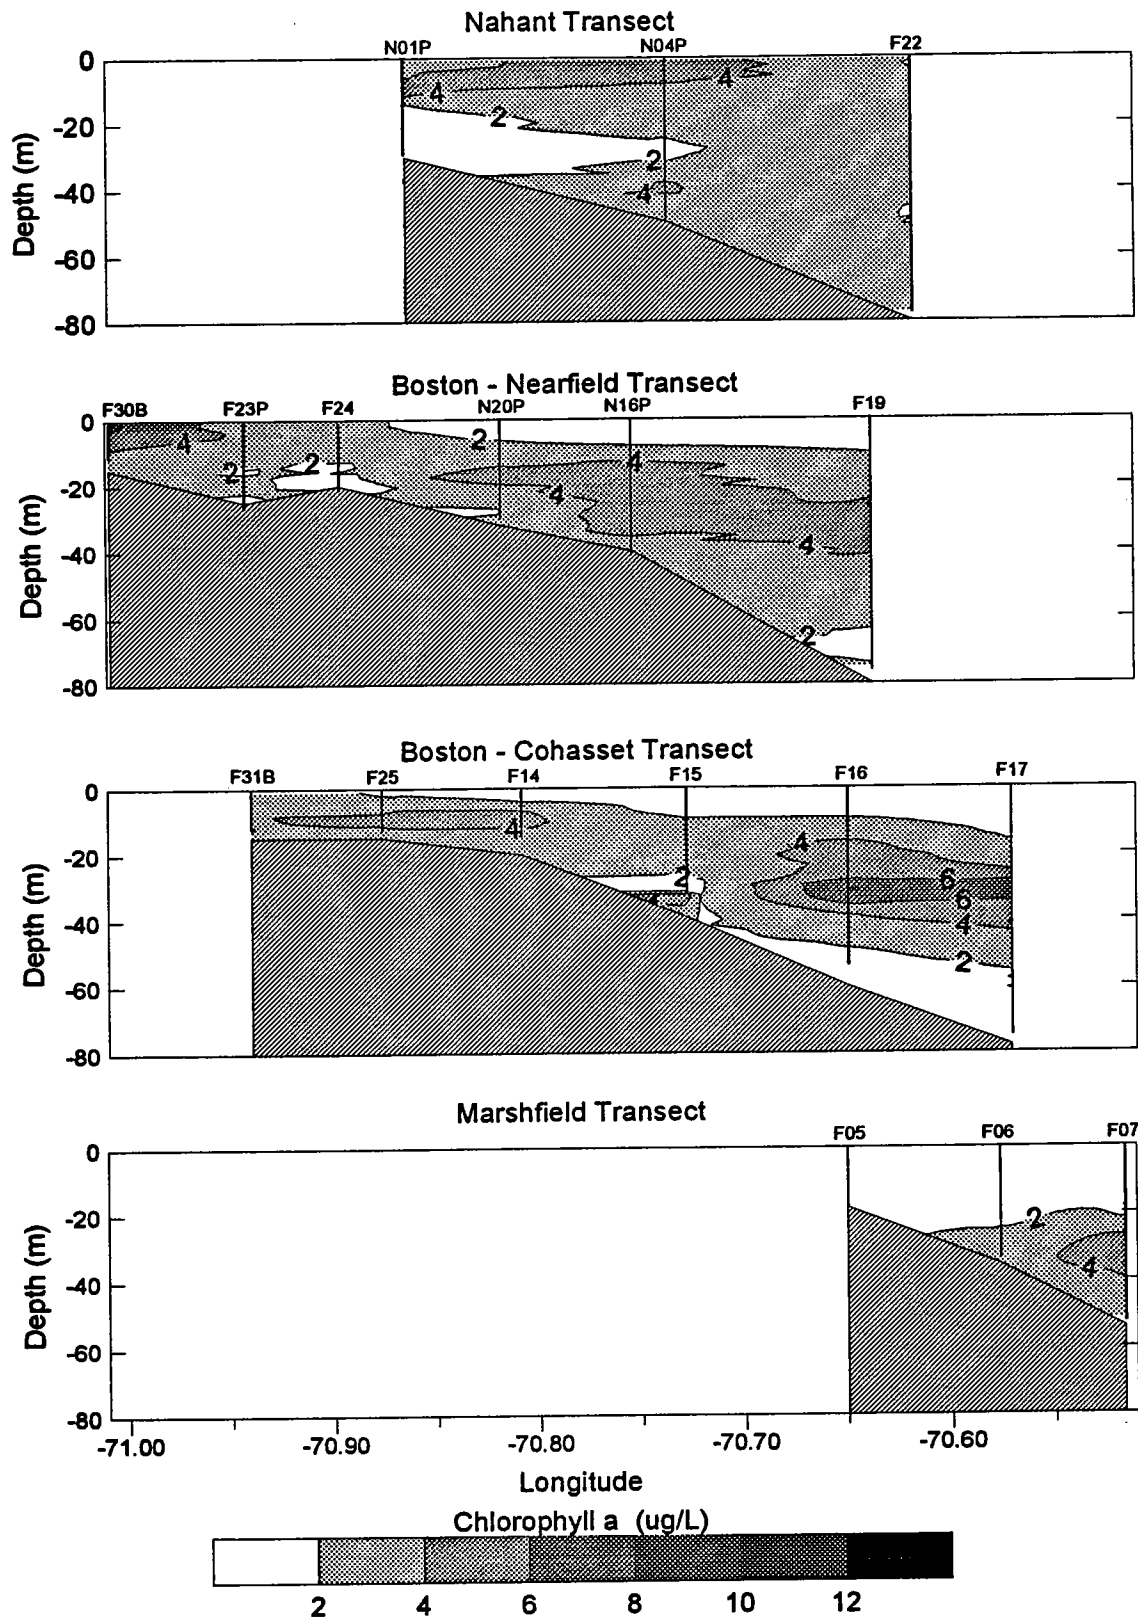 Nahant Transect
N01P N04P F22
0
-20
-40
-60
-80
Depth (m)
4 4
2
2
4
Boston - Nearfield Transect
F30B F23P F24 N20P N16P F19
0
-20
-40
-60
-80
Depth (m)
4 2 2 2 4
4
4
2
Boston - Cohasset Transect
F31B F25 F14 F15 F16 F17
0
-20
-40
-60
-80
Depth (m)
4 4
2 6
6
4
2
Marshfield Transect
F05 F06 F07
0
-20
-40
-60
-80
Depth (m)
2
4
-71.00 -70.90 -70.80 -70.70 -70.60
Longitude
Chlorophyll a (ug/L)
2 4 6 8 10 12